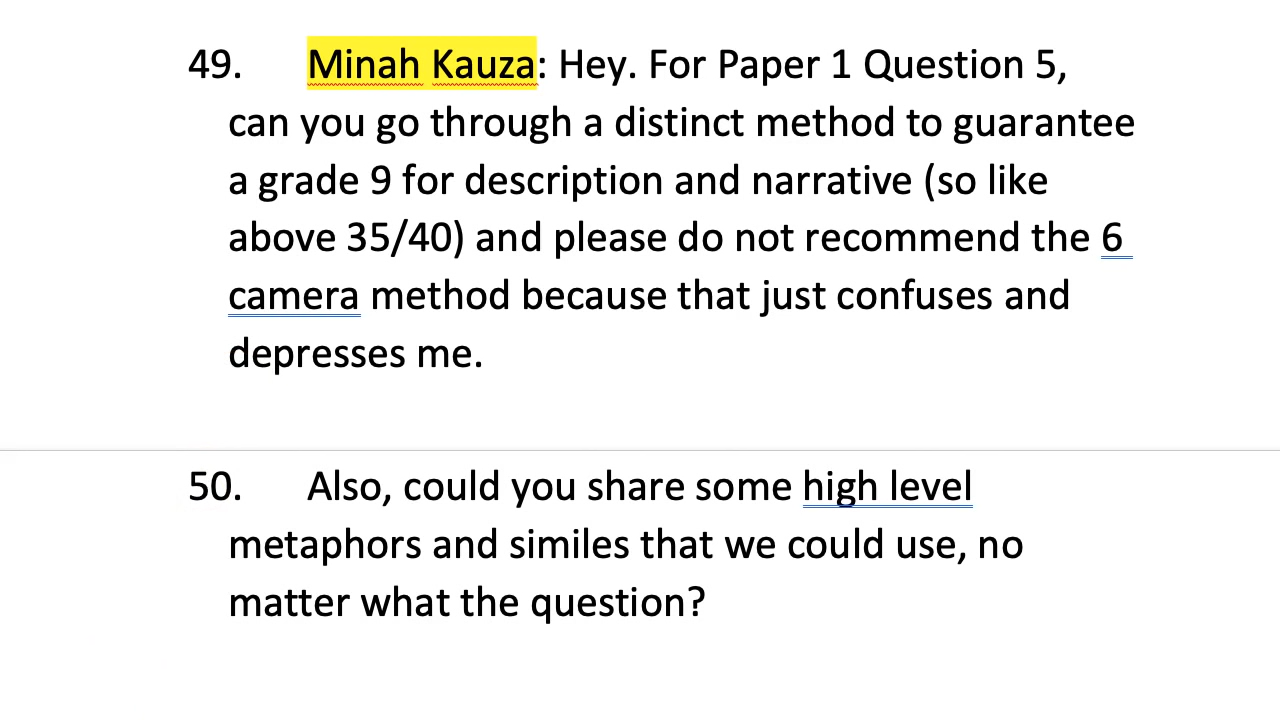 49. Minah Kauza: Hey. For Paper 1 Question 5,
can you go through a distinct method to guarantee
a grade 9 for description and narrative (so like
above 35/40) and please do not recommend the 6
camera method because that just confuses and
depresses me.
50. Also, could you share some high level
metaphors and similes that we could use, no
matter what the question?